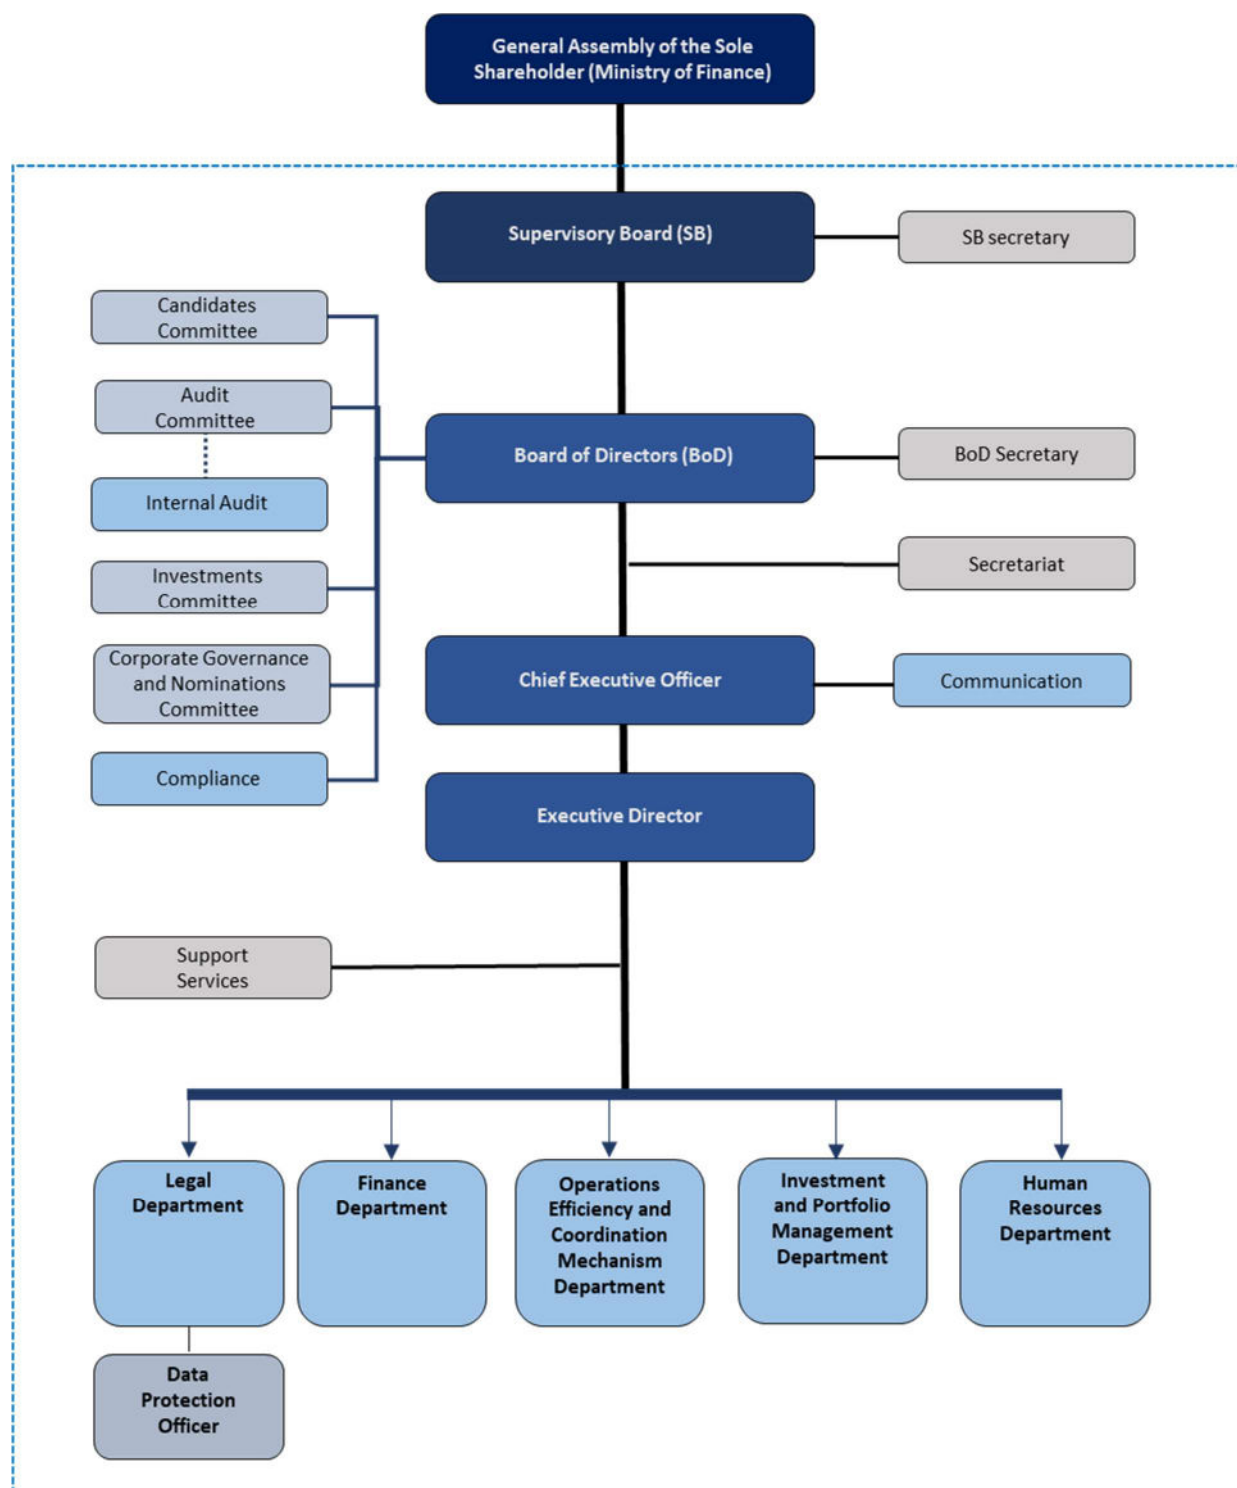 General Assembly of the Sole
Shareholder (Ministry of Finance)
Supervisory Board (SB)
SB secretary
Candidates
Committee
Audit
Committee
Board of Directors (BoD)
BoD Secretary
Internal Audit
Secretariat
Investments
Committee
Corporate Governance
and Nominations
Committee
Chief Executive Officer
Communication
Compliance
Executive Director
Support
Services
Legal
Department
Finance
Department
Operations
Efficiency and
Coordination
Mechanism
Department
Investment
and Portfolio
Management
Department
Human
Resources
Department
Data
Protection
Officer